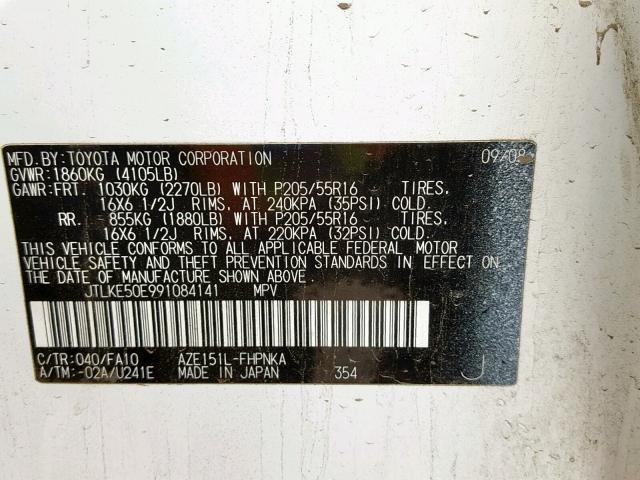 MFD. BY: TOYOTA MOTOR CORPORATION 09/08
GVWR: 1860KG (4105LB)
GAWR: FRT. 1030KG (2270LB) WITH P205/55R16 TIRES,
16X6 1/2J RIMS, AT 240KPA (35PSI) COLD.
RR. 855KG (1880LB) WITH P205/55R16 TIRES,
16X6 1/2J RIMS, AT 220KPA (32PSI) COLD.
THIS VEHICLE CONFORMS TO ALL APPLICABLE FEDERAL MOTOR
VEHICLE SAFETY AND THEFT PREVENTION STANDARDS IN EFFECT ON
THE DATE OF MANUFACTURE SHOWN ABOVE.
JTLKE50E991084141 MPV
C/TR: 040/FA10 AZE151L-FHPNKA
A/TM: -02A/U241E MADE IN JAPAN 354 J